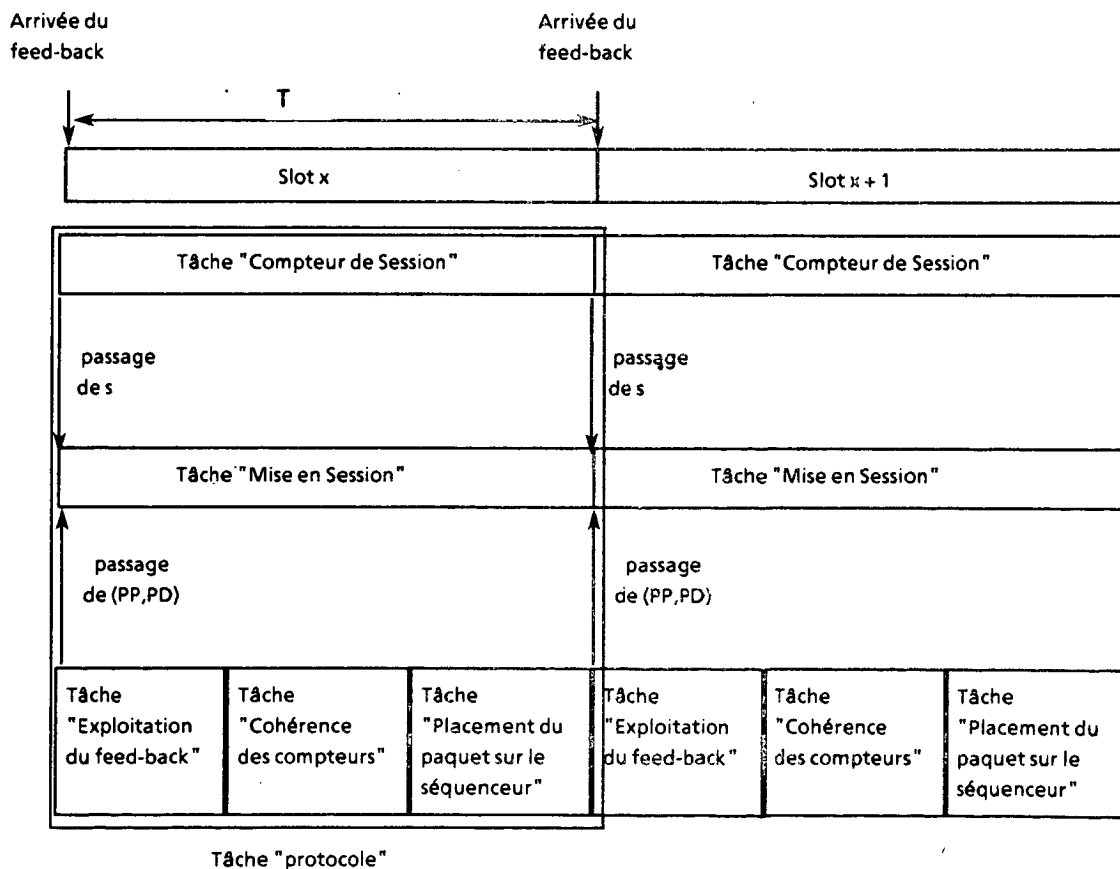 Arrivée du
feed-back
Arrivée du
feed-back
T
Slot x
Slot x + 1
Tâche "Compteur de Session"
Tâche "Compteur de Session"
passage
de s
passage
de s
Tâche "Mise en Session"
Tâche "Mise en Session"
passage
de (PP,PD)
passage
de (PP,PD)
Tâche
"Exploitation
du feed-back"
Tâche
"Cohérence
des compteurs"
Tâche
"Placement du
paquet sur le
séquenceur"
Tâche
"Exploitation
du feed-back"
Tâche
"Cohérence
des compteurs"
Tâche
"Placement du
paquet sur le
séquenceur"
Tâche "protocole"